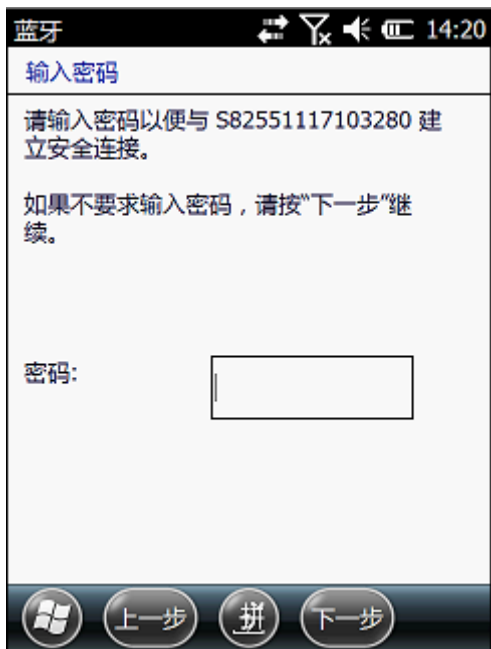 蓝牙 14:20
输入密码
请输入密码以便与 S82551117103280 建
立安全连接。
如果不要求输入密码，请按“下一步”继
续。
密码:
上一步 拼 下一步